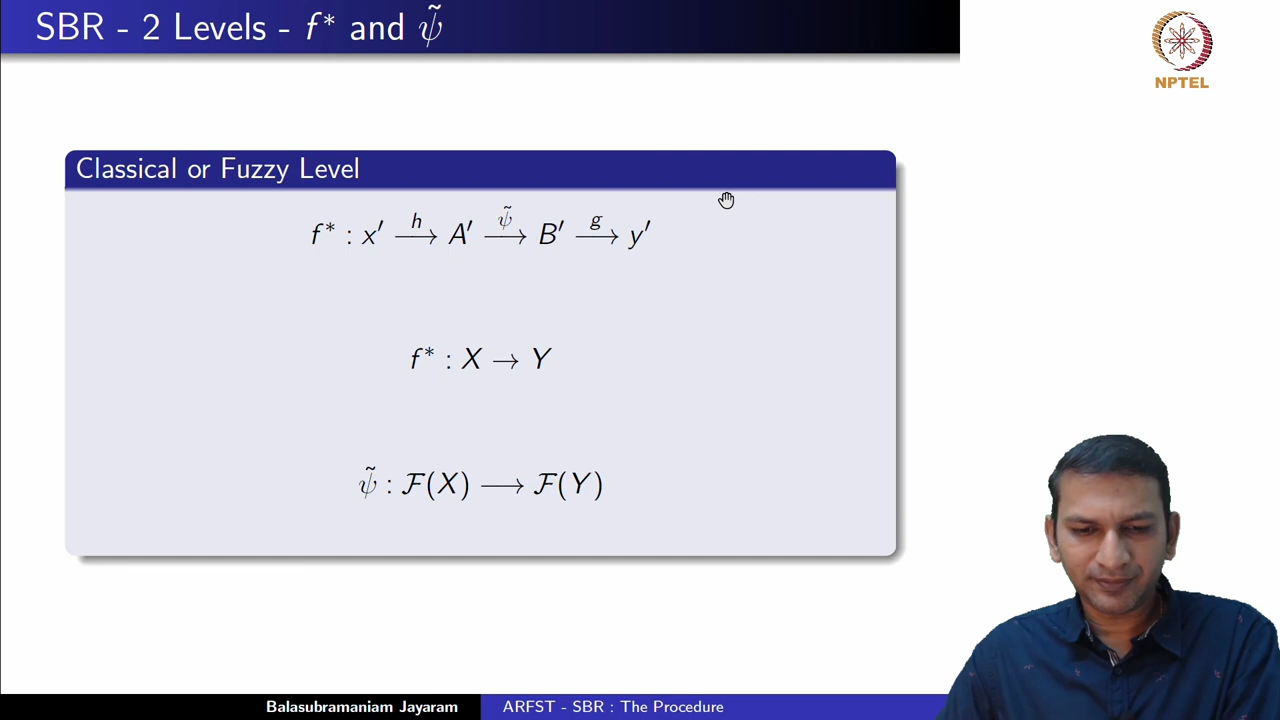 SBR - 2 Levels - f* and ψ̃
NPTEL
Classical or Fuzzy Level
f* : x′ —h→ A′ —ψ̃→ B′ —g→ y′
f* : X → Y
ψ̃ : ℱ(X) ⟶ ℱ(Y)
Balasubramaniam Jayaram ARFST - SBR : The Procedure